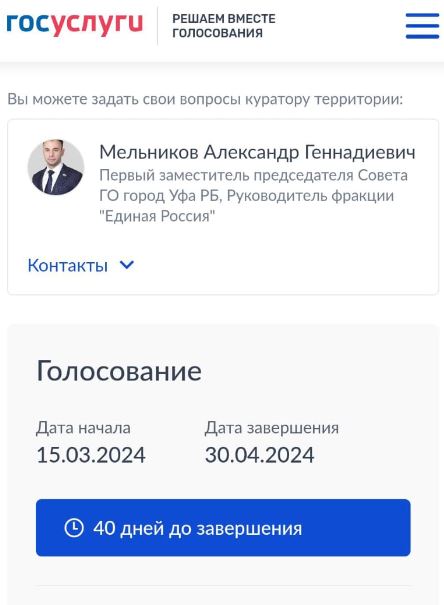 госуслуги
РЕШАЕМ ВМЕСТЕ
ГОЛОСОВАНИЯ
Вы можете задать свои вопросы куратору территории:
Мельников Александр Геннадиевич
Первый заместитель председателя Совета
ГО город Уфа РБ, Руководитель фракции
"Единая Россия"
Контакты
Голосование
Дата начала
15.03.2024
Дата завершения
30.04.2024
40 дней до завершения